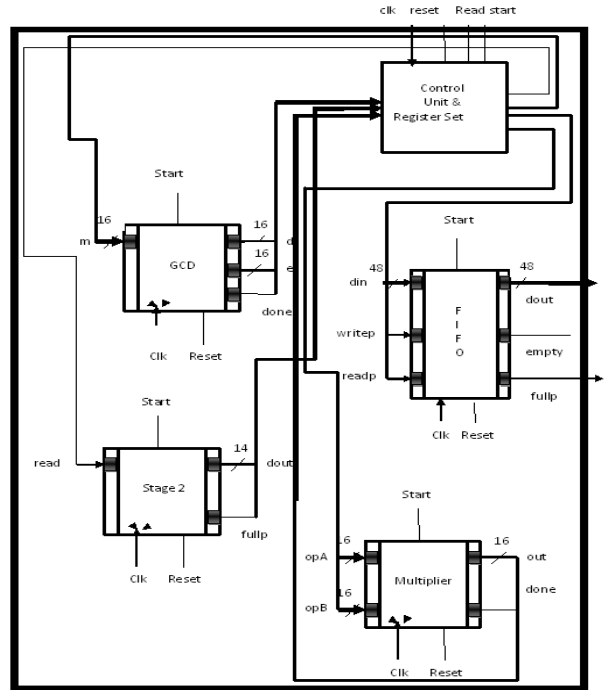 clk reset Read start
Control
Unit &
Register Set
Start
16
m
GCD
16
d
16
e
done
Clk Reset
Start
48
din
F
I
F
O
48
dout
writep
empty
readp
fullp
Clk Reset
Start
read
Stage 2
14
dout
fullp
Clk Reset
Start
16
opA
Multiplier
16
out
16
opB
done
Clk Reset